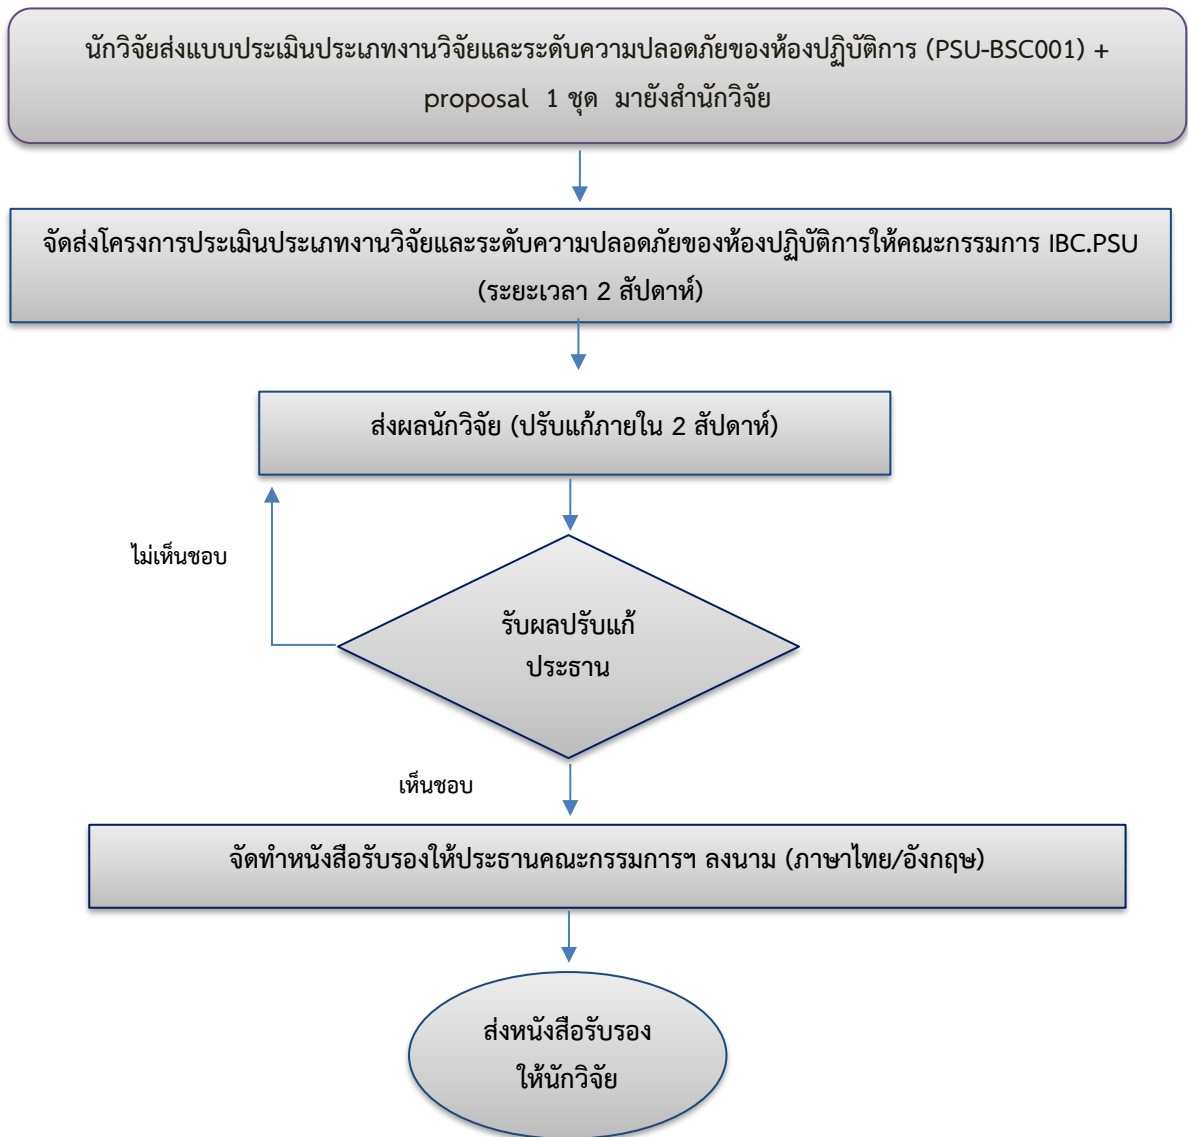 นักวิจัยส่งแบบประเมินประเภทงานวิจัยและระดับความปลอดภัยของห้องปฏิบัติการ (PSU-BSC001) +
proposal 1 ชุด มายังสำนักวิจัย
จัดส่งโครงการประเมินประเภทงานวิจัยและระดับความปลอดภัยของห้องปฏิบัติการให้คณะกรรมการ IBC.PSU
(ระยะเวลา 2 สัปดาห์)
ส่งผลนักวิจัย (ปรับแก้ภายใน 2 สัปดาห์)
ไม่เห็นชอบ
รับผลปรับแก้
ประธาน
เห็นชอบ
จัดทำหนังสือรับรองให้ประธานคณะกรรมการฯ ลงนาม (ภาษาไทย/อังกฤษ)
ส่งหนังสือรับรอง
ให้นักวิจัย